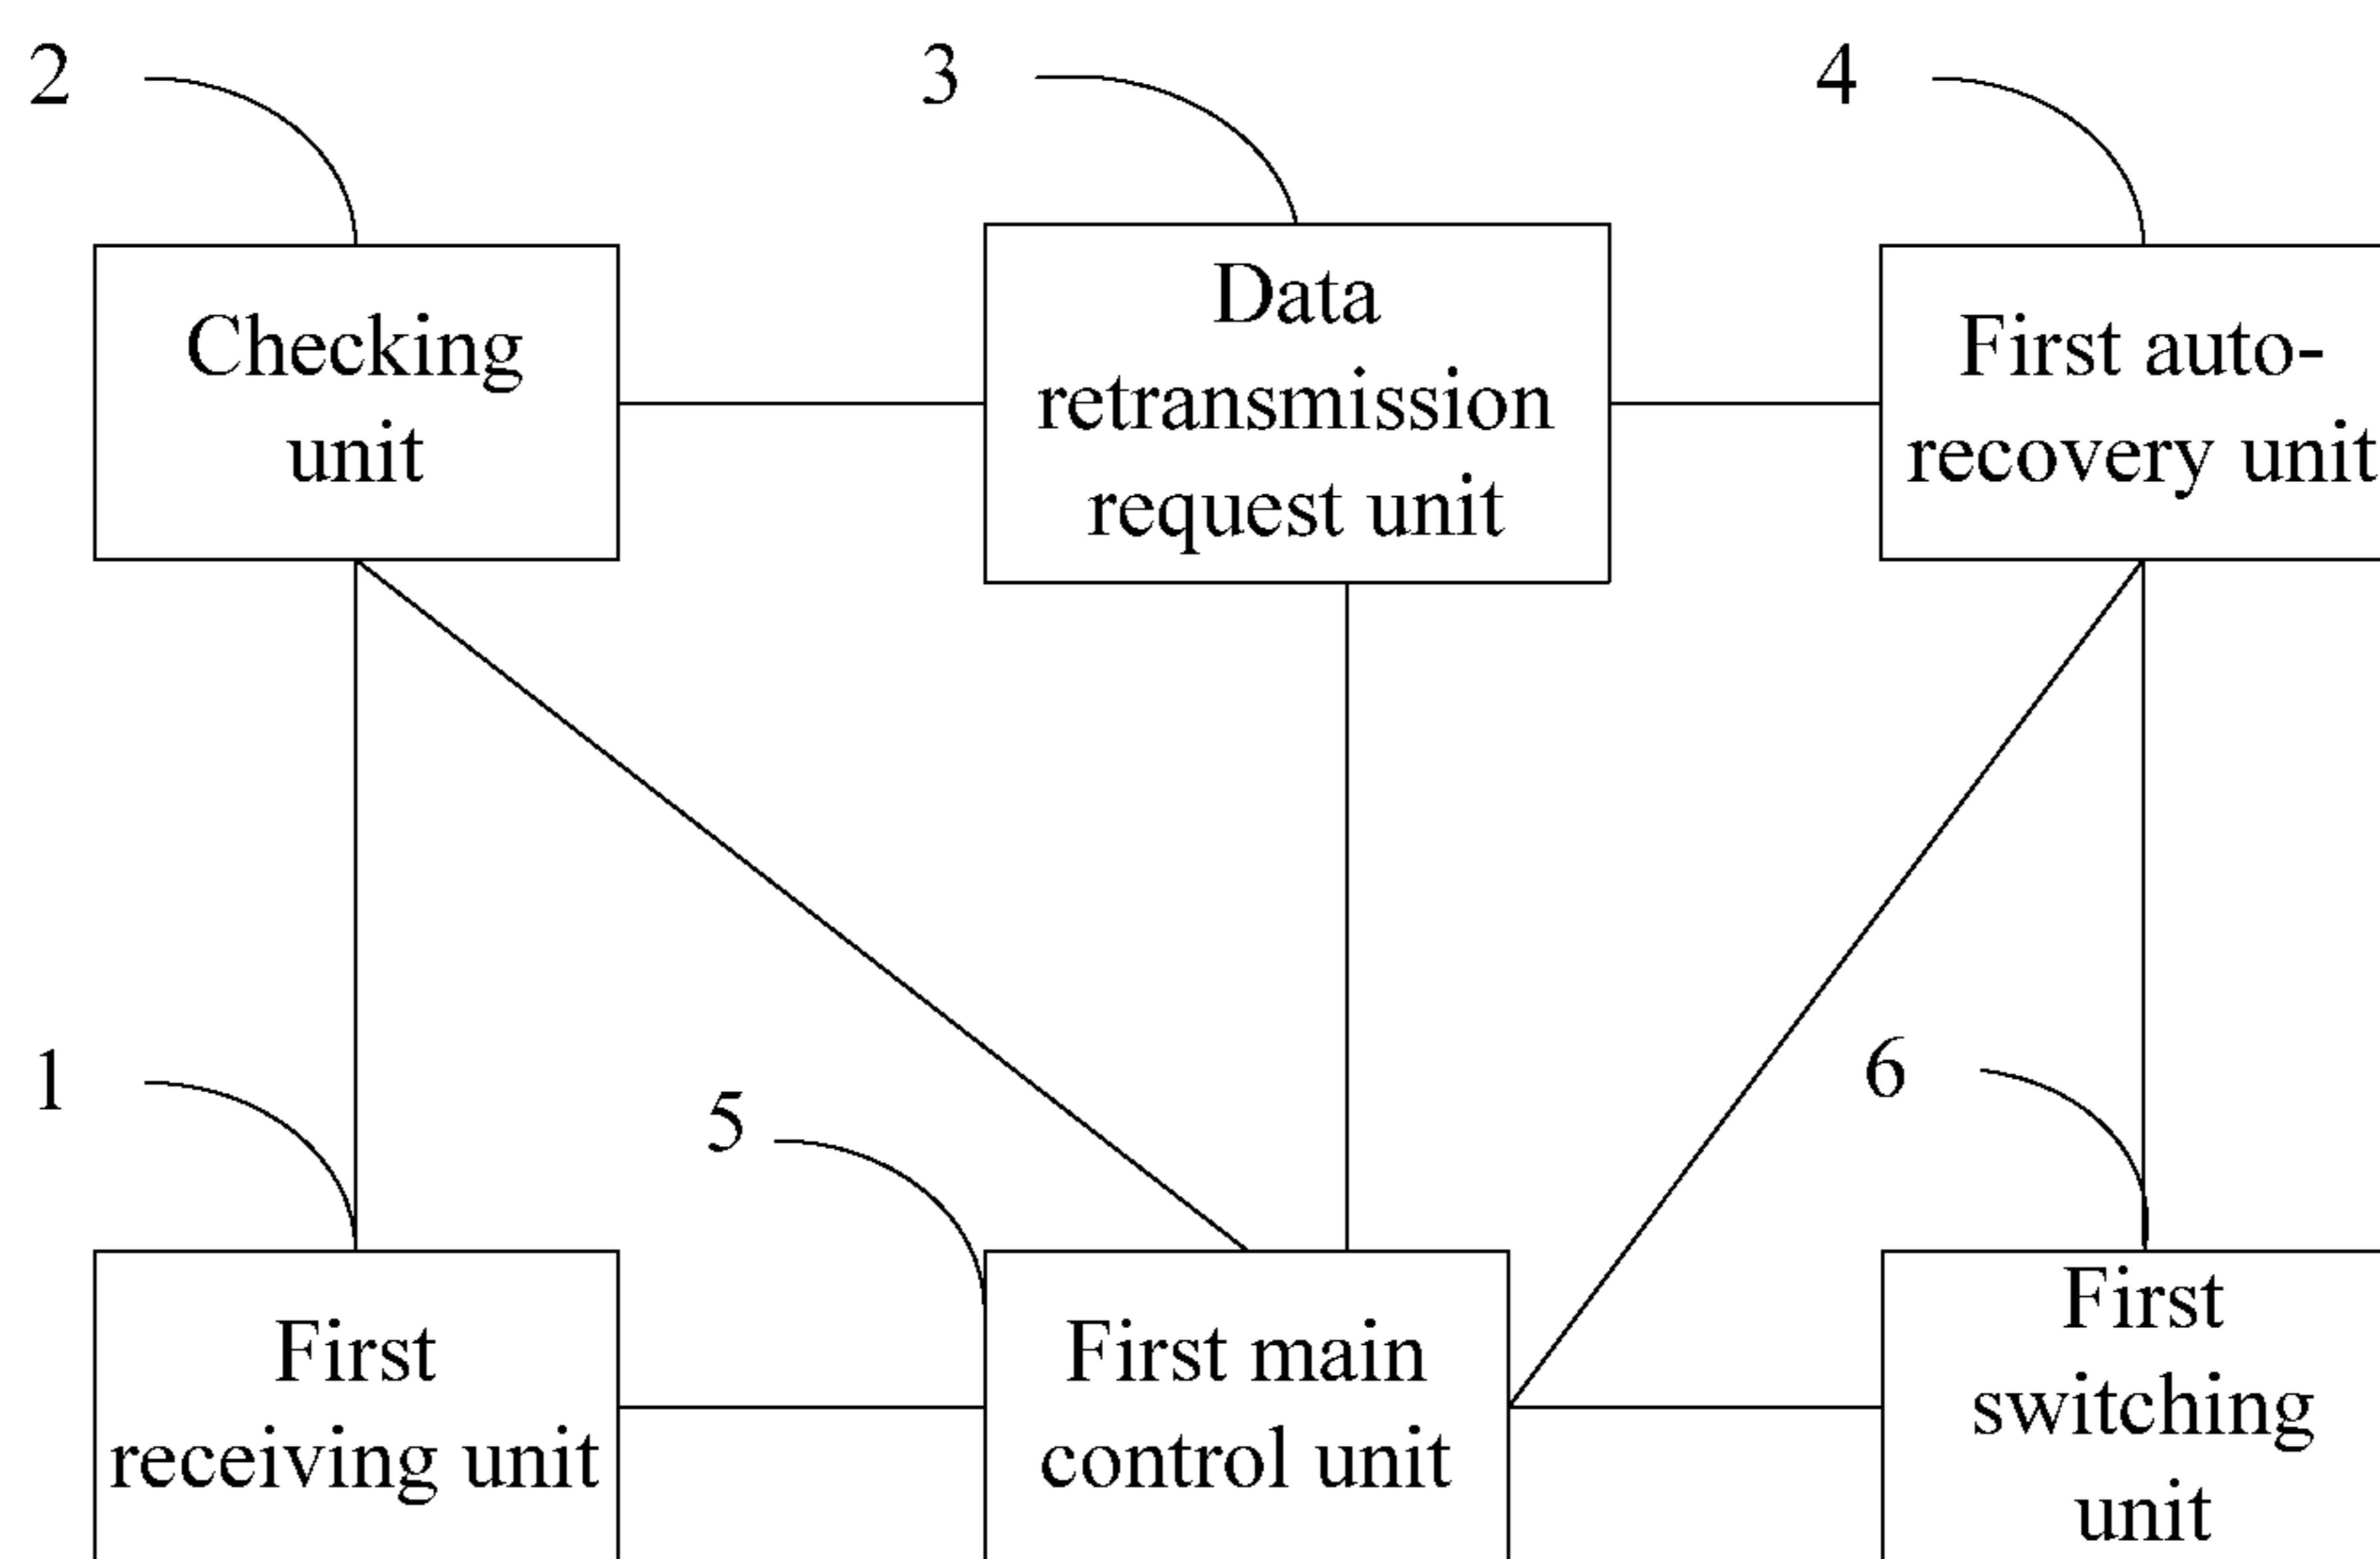 2
3
4
Checking
unit
Data
retransmission
request unit
First auto-
recovery unit
1
5
6
First
receiving unit
First main
control unit
First
switching
unit